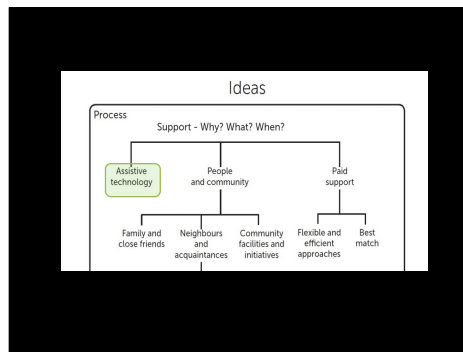 Ideas
Process
Support - Why? What? When?
Assistive
technology
People
and community
Paid
support
Family and
close friends
Neighbours
and
acquaintances
Community
facilities and
initiatives
Flexible and
efficient
approaches
Best
match